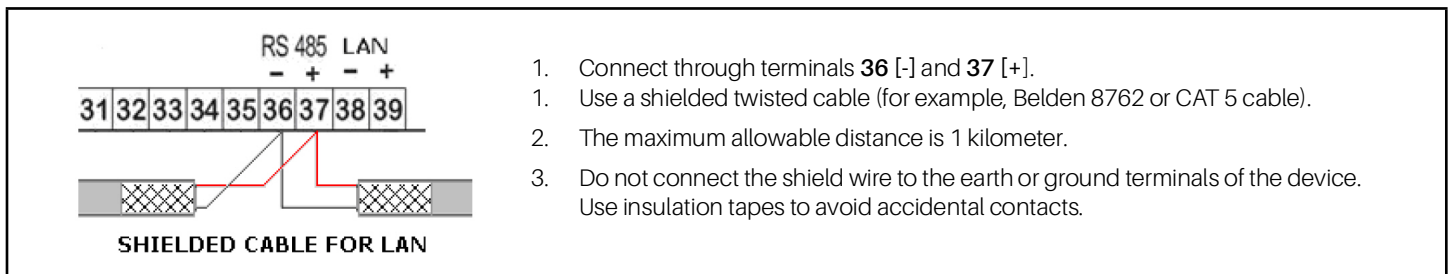 RS 485 LAN
− + − +
31 32 33 34 35 36 37 38 39
SHIELDED CABLE FOR LAN
1. Connect through terminals 36 [-] and 37 [+].
1. Use a shielded twisted cable (for example, Belden 8762 or CAT 5 cable).
2. The maximum allowable distance is 1 kilometer.
3. Do not connect the shield wire to the earth or ground terminals of the device.
Use insulation tapes to avoid accidental contacts.